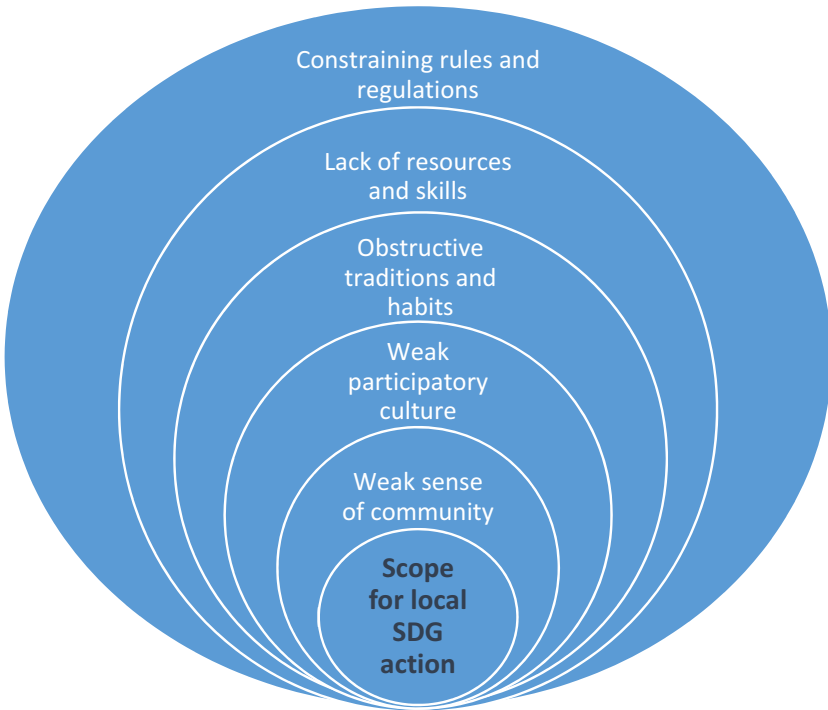 Constraining rules and
regulations
Lack of resources
and skills
Obstructive
traditions and
habits
Weak
participatory
culture
Weak sense
of community
Scope
for local
SDG
action